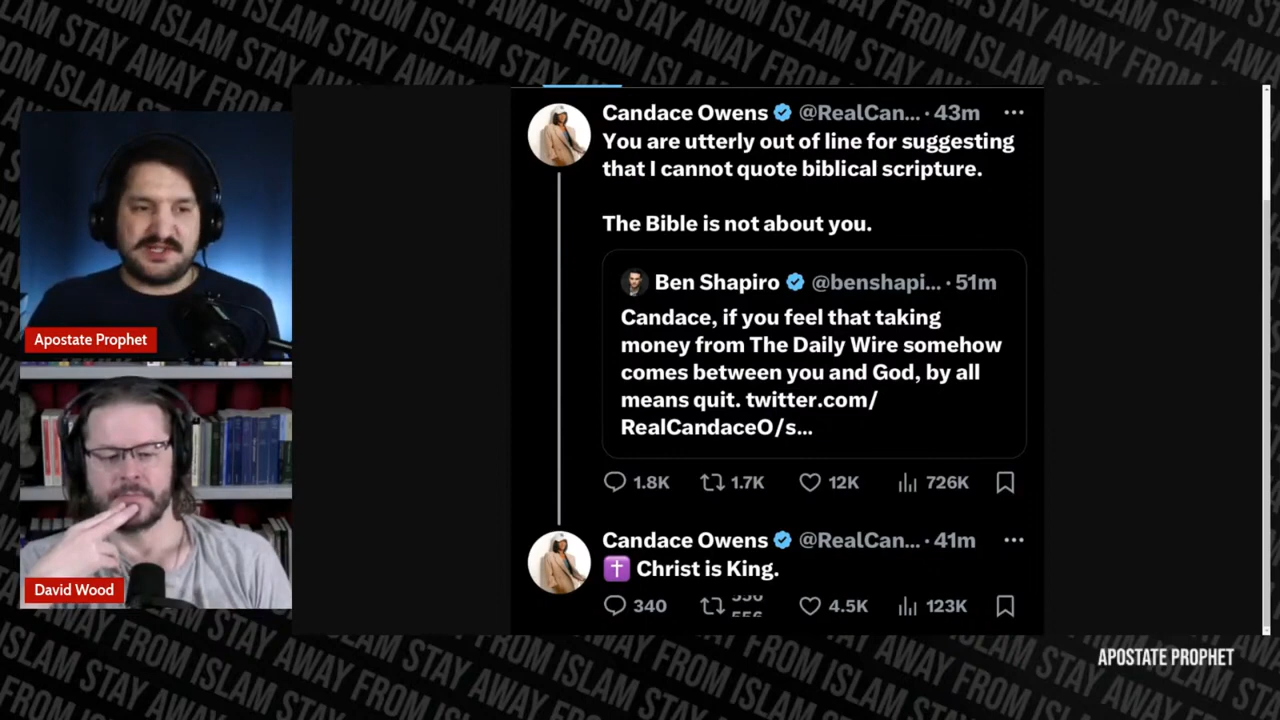 Candace Owens @RealCan... · 43m
You are utterly out of line for suggesting
that I cannot quote biblical scripture.
The Bible is not about you.
Ben Shapiro @benshapi... · 51m
Candace, if you feel that taking
money from The Daily Wire somehow
comes between you and God, by all
means quit. twitter.com/
RealCandaceO/s...
1.8K 1.7K 12K 726K
Candace Owens @RealCan... · 41m
✝️ Christ is King.
340 4.5K 123K
Apostate Prophet
David Wood
APOSTATE PROPHET
STAY AWAY FROM ISLAM